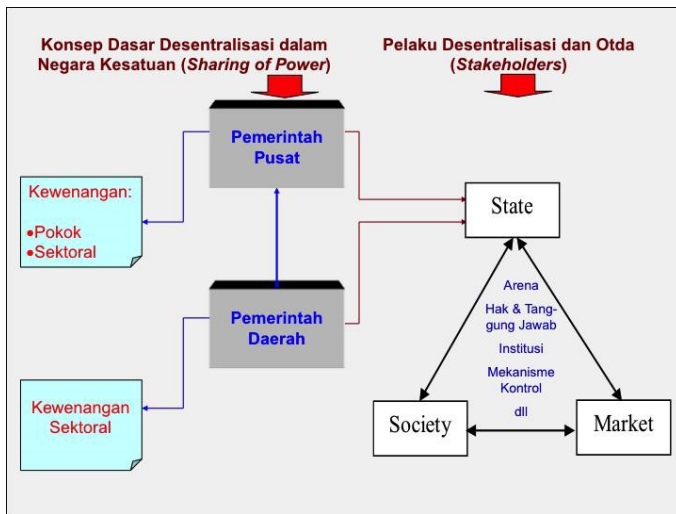 Konsep Dasar Desentralisasi dalam
Negara Kesatuan (Sharing of Power)
Pelaku Desentralisasi dan Otda
(Stakeholders)
Pemerintah
Pusat
Kewenangan:
•Pokok
•Sektoral
State
Arena
Hak & Tang-
gung Jawab
Institusi
Mekanisme
Kontrol
dll
Pemerintah
Daerah
Kewenangan
Sektoral
Society
Market